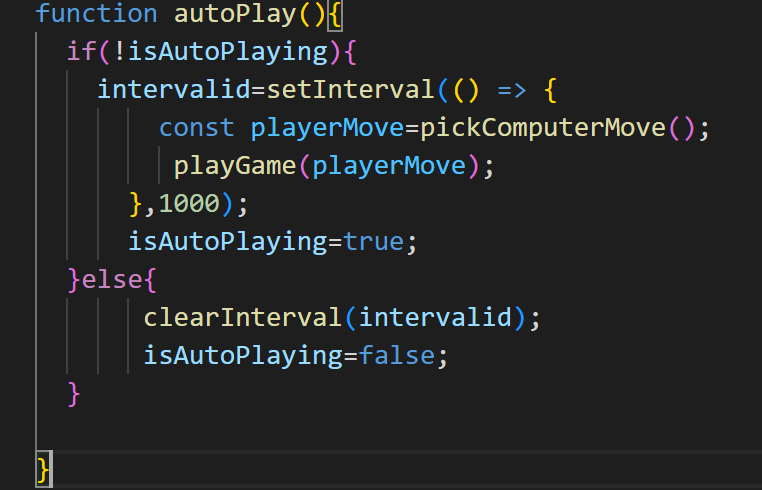 function autoPlay(){
if(!isAutoPlaying){
intervalid=setInterval(() => {
const playerMove=pickComputerMove();
playGame(playerMove);
},1000);
isAutoPlaying=true;
}else{
clearInterval(intervalid);
isAutoPlaying=false;
}
}